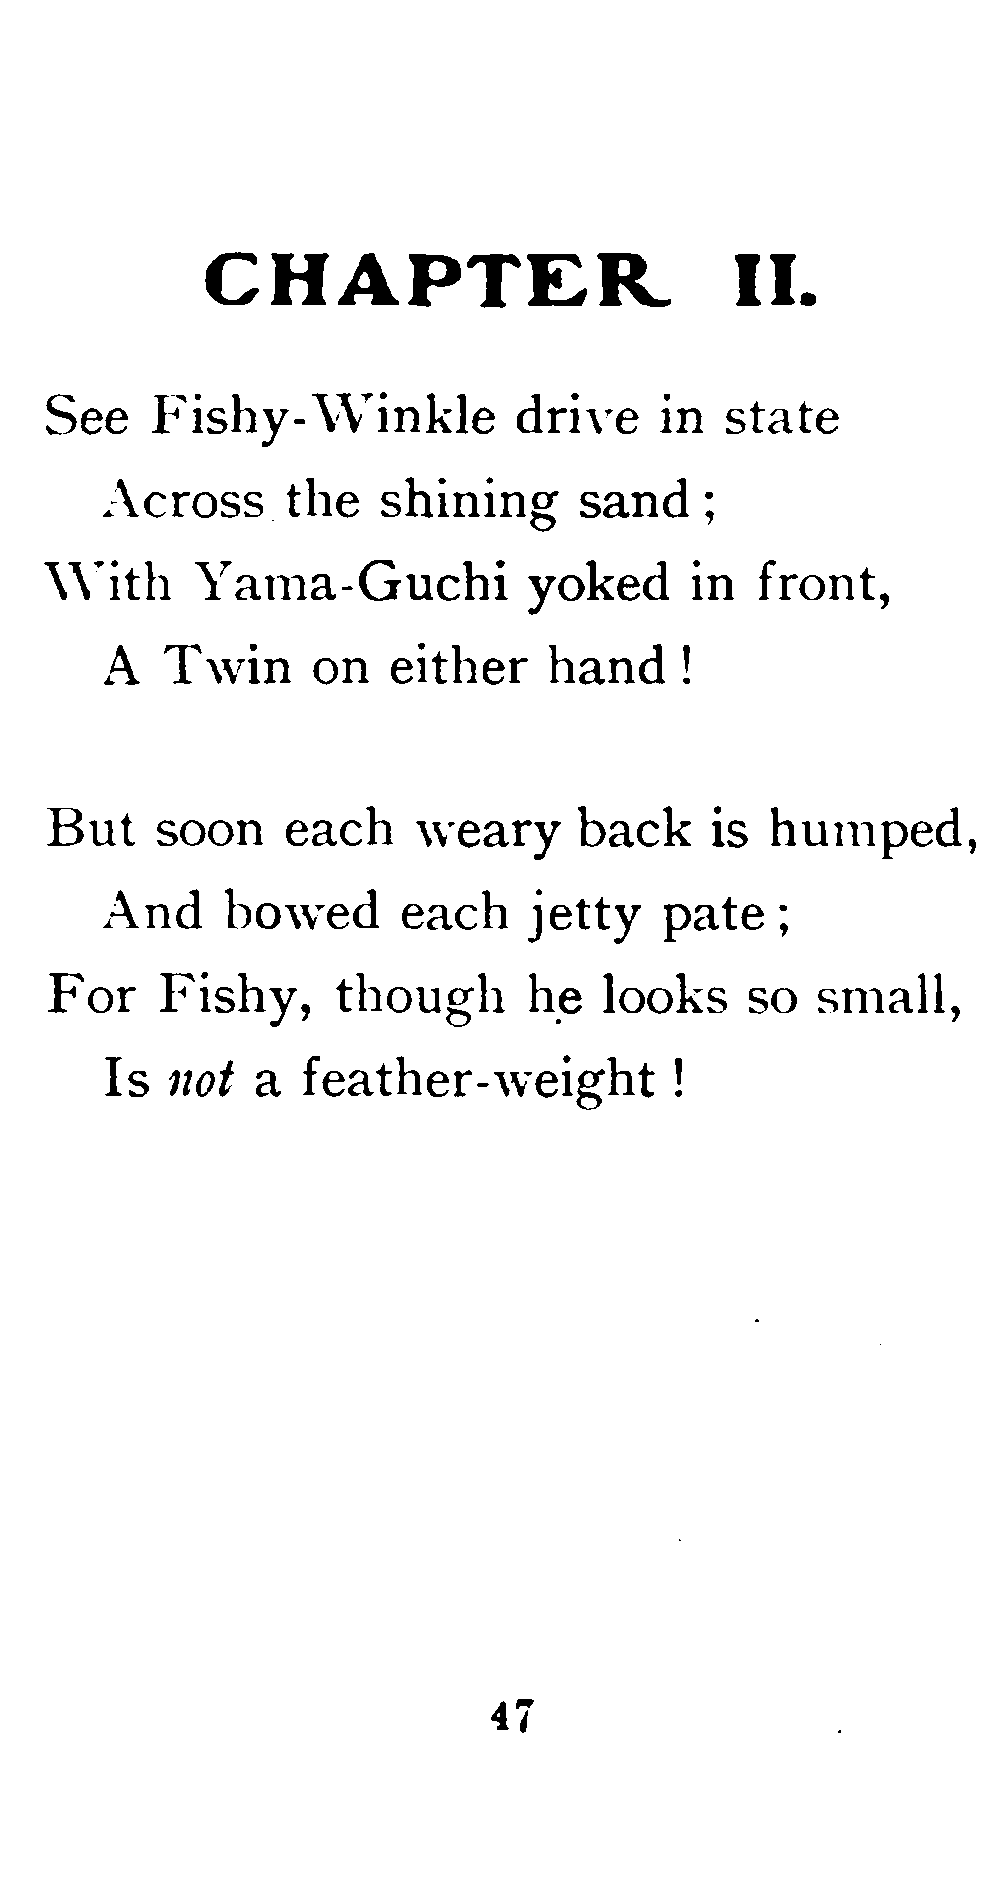 CHAPTER II.
See Fishy-Winkle drive in state
Across the shining sand;
With Yama-Guchi yoked in front,
A Twin on either hand!
But soon each weary back is humped,
And bowed each jetty pate;
For Fishy, though he looks so small,
Is not a feather-weight!
47